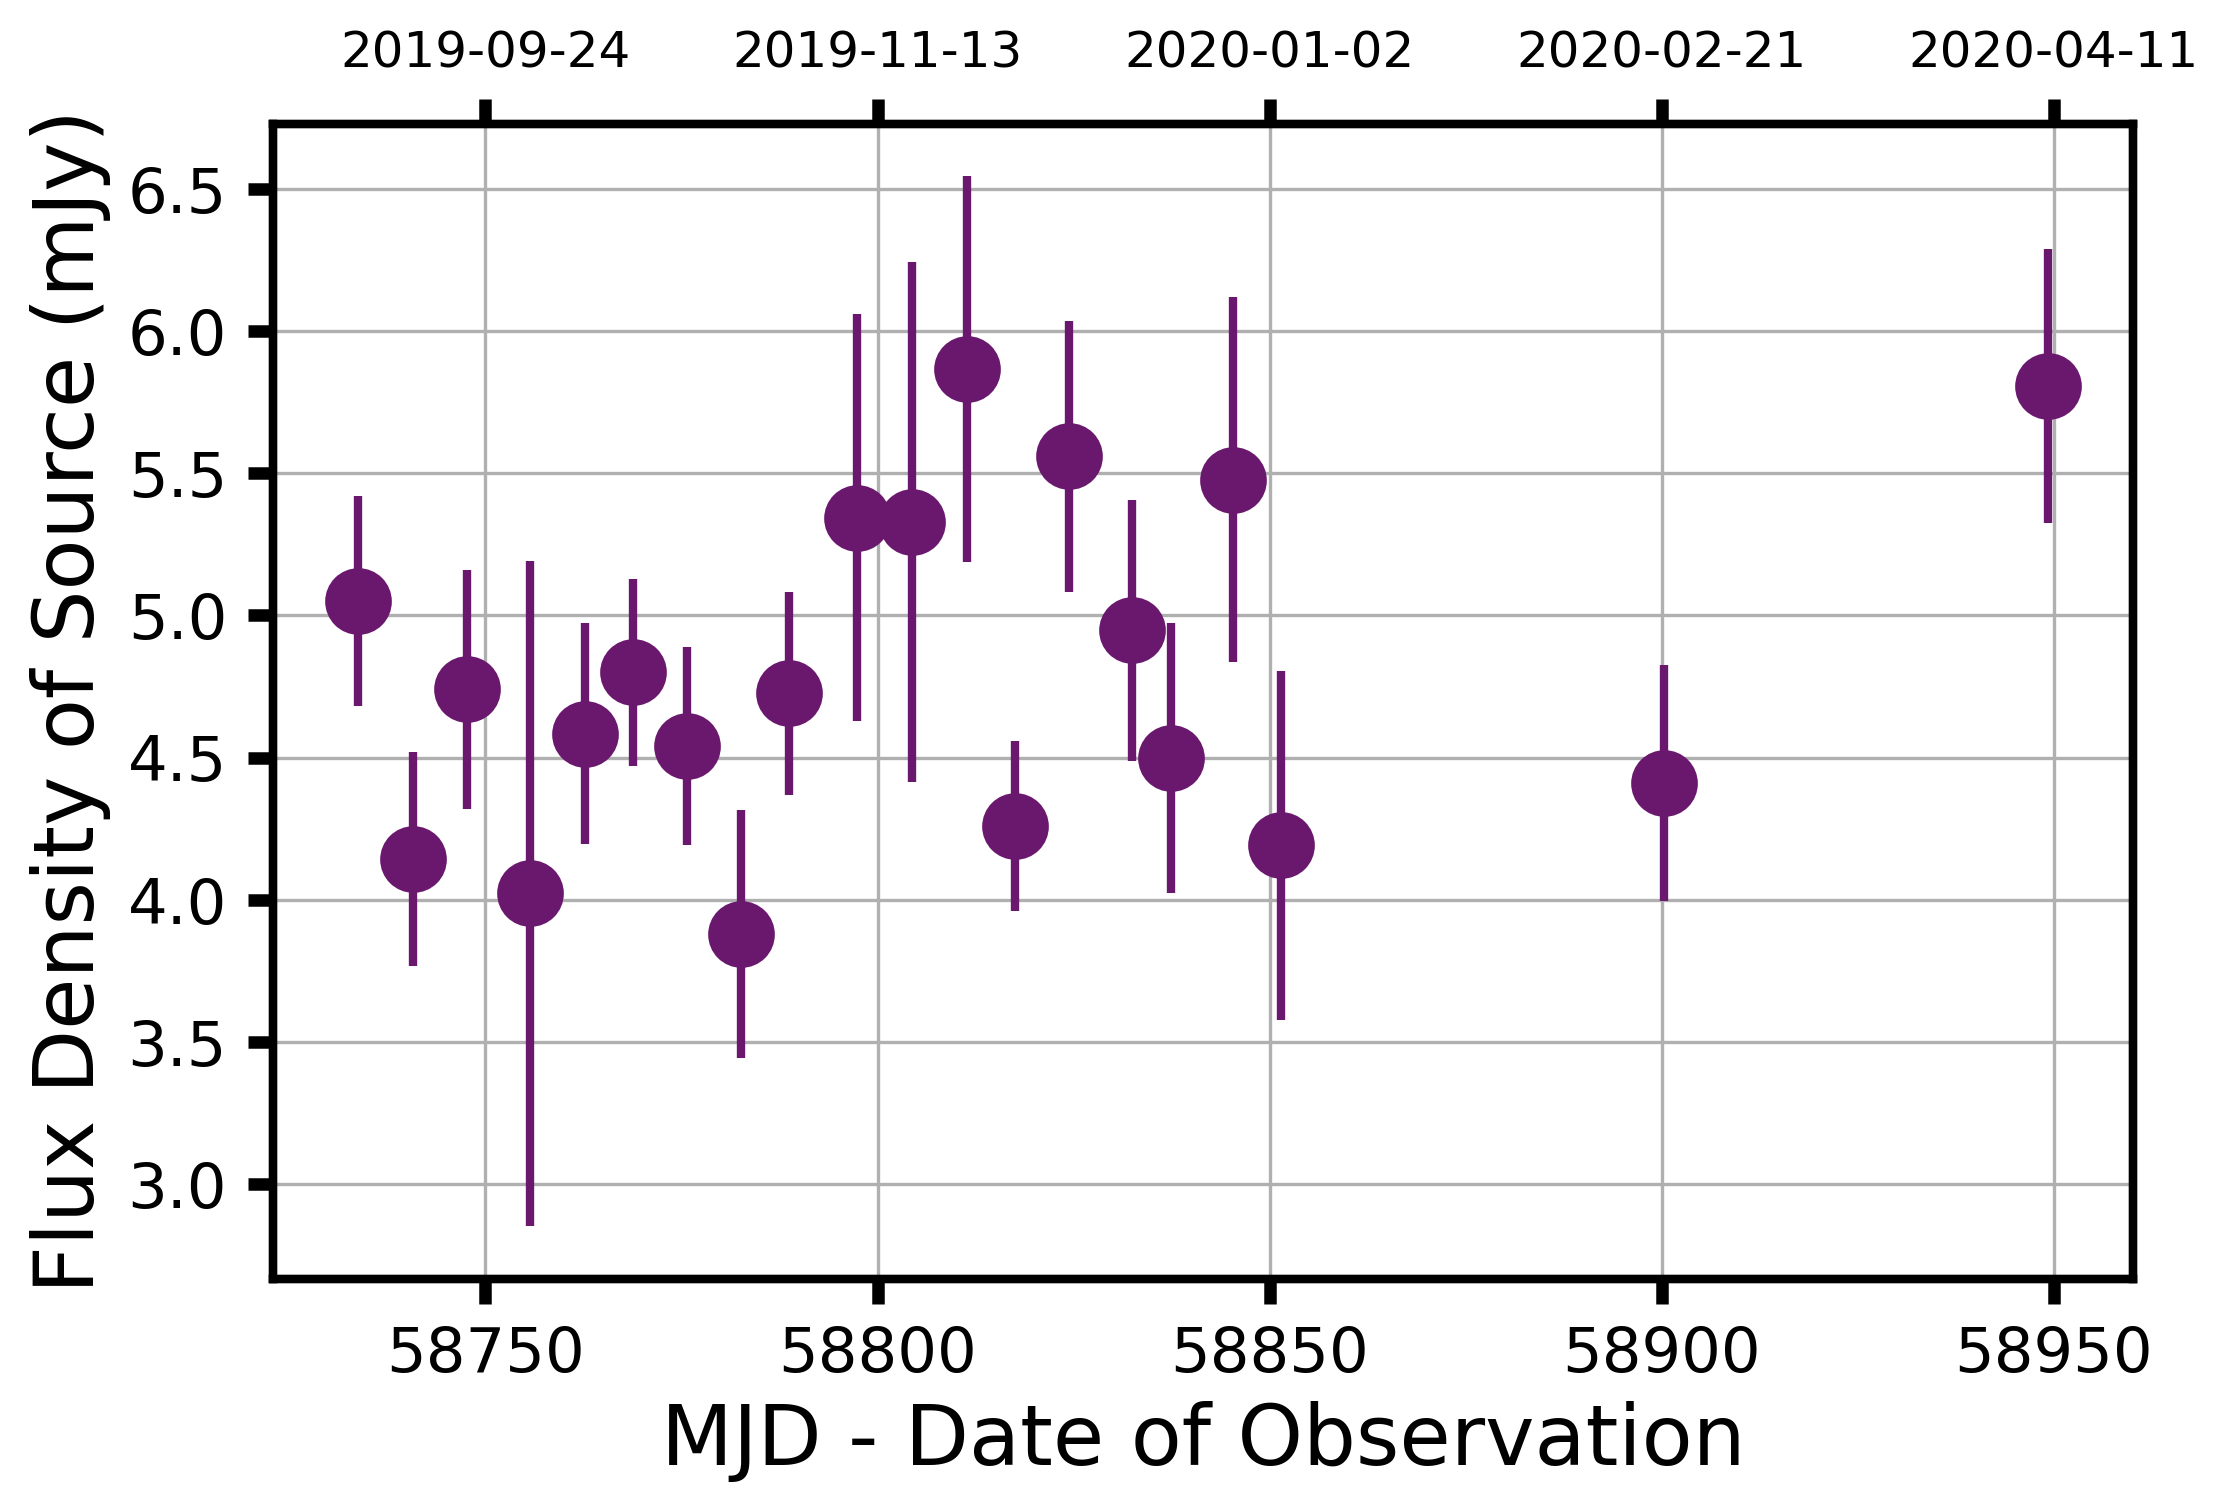 2019-09-24 2019-11-13 2020-01-02 2020-02-21 2020-04-11
Flux Density of Source (mJy)
6.5
6.0
5.5
5.0
4.5
4.0
3.5
3.0
58750 58800 58850 58900 58950
MJD - Date of Observation